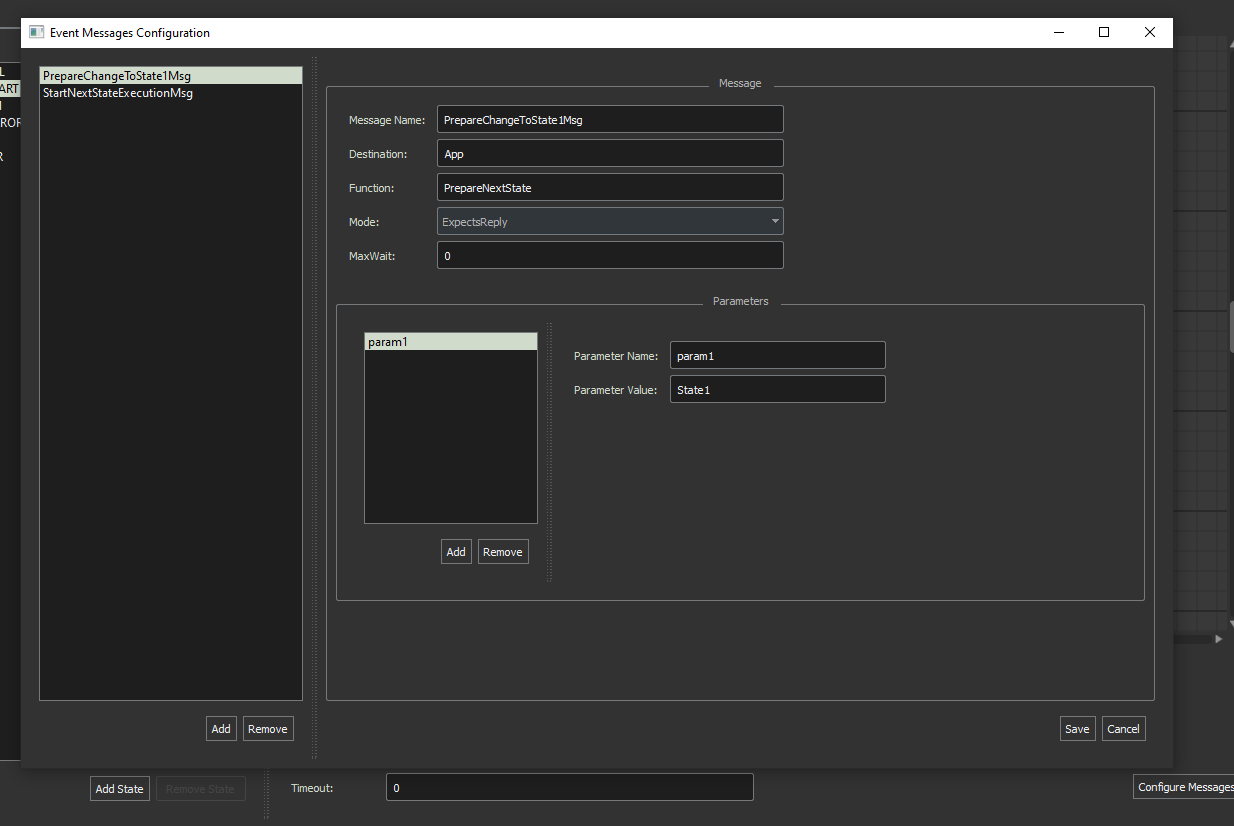 Event Messages Configuration
PrepareChangeToState1Msg
StartNextStateExecutionMsg
Message
Message Name: PrepareChangeToState1Msg
Destination: App
Function: PrepareNextState
Mode: ExpectsReply
MaxWait: 0
Parameters
param1
Parameter Name: param1
Parameter Value: State1
Add Remove
Add Remove
Save Cancel
Add State Remove State
Timeout: 0
Configure Messages